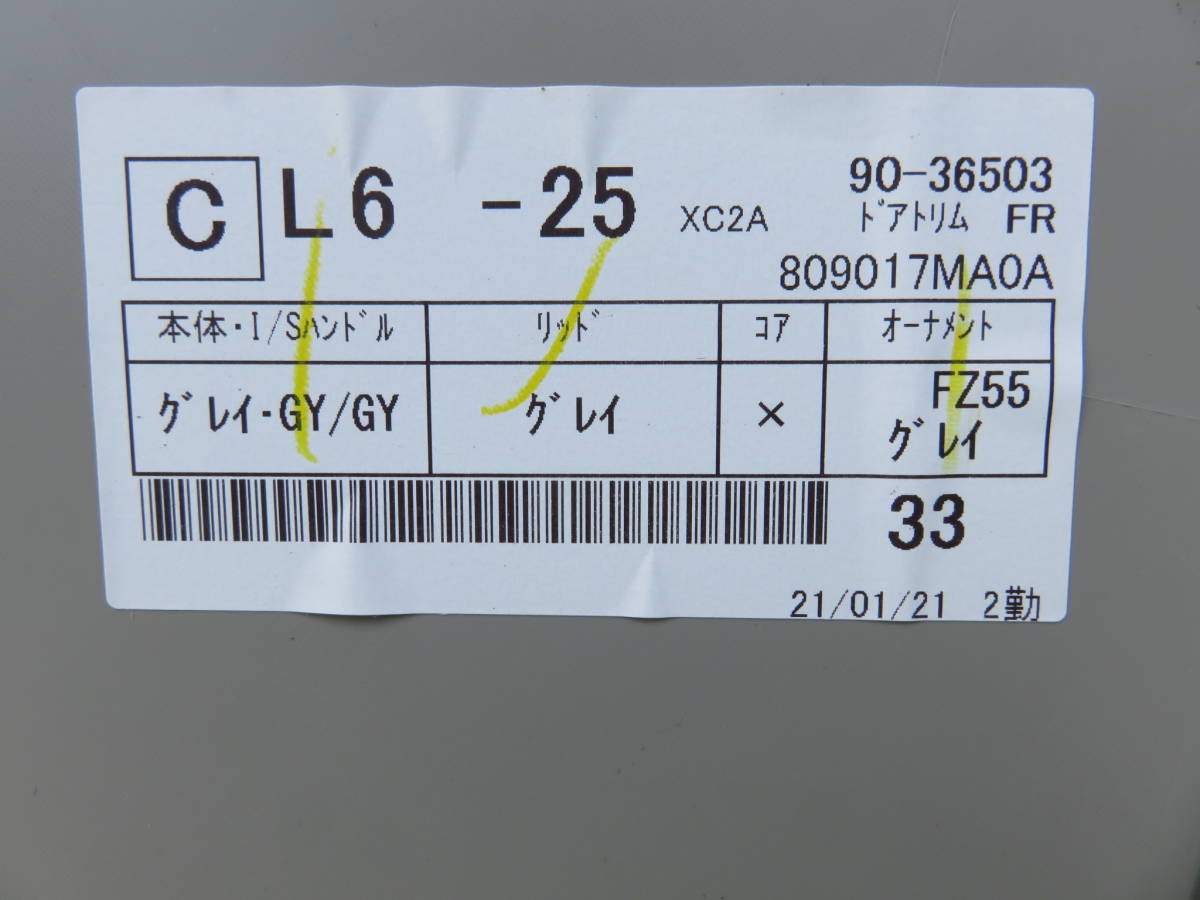 C L6 -25 XC2A 90-36503
ﾄﾞｱﾄﾘﾑ FR
809017MA0A
本体・I/Sﾊﾝﾄﾞﾙ ﾘｯﾄﾞ ｺｱ ｵｰﾅﾒﾝﾄ
ｸﾞﾚｲ･GY/GY ｸﾞﾚｲ × FZ55
ｸﾞﾚｲ
33
21/01/21 2勤